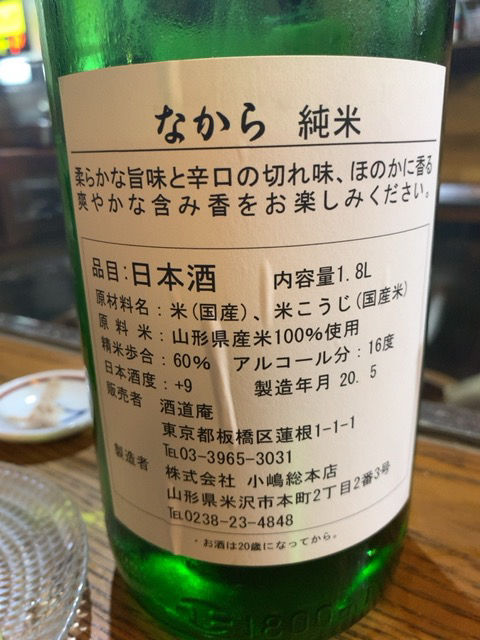 なから 純米
柔らかな旨味と辛口の切れ味、ほのかに香る
爽やかな含み香をお楽しみください。
品目:日本酒 内容量1.8L
原材料名:米(国産)、米こうじ(国産米)
原料米:山形県産米100%使用
精米歩合:60% アルコール分:16度
日本酒度:+9 製造年月 20. 5
販売者 酒道庵
東京都板橋区蓮根1-1-1
℡03-3965-3031
製造者 株式会社 小嶋総本店
山形県米沢市本町2丁目2番3号
℡0238-23-4848
・お酒は20歳になってから。